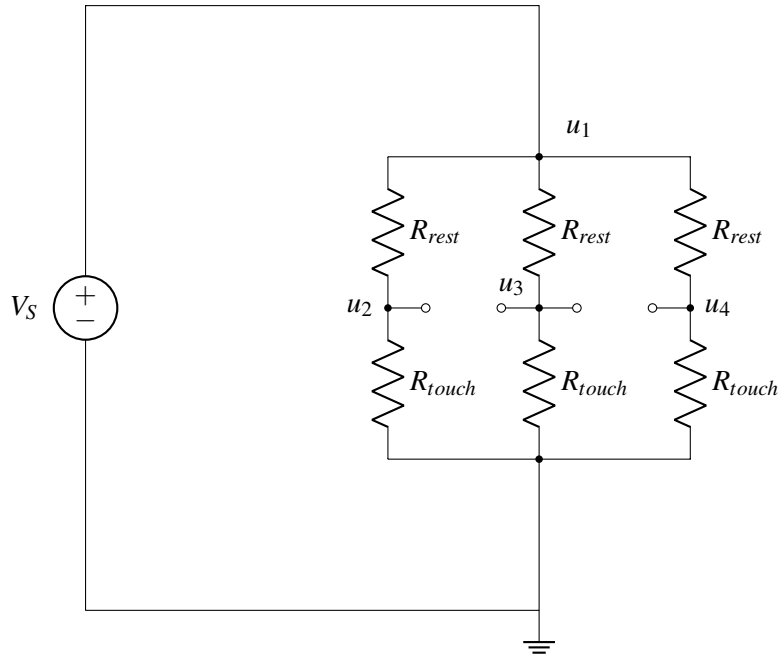 u₁
R_rest R_rest R_rest
V_S + − u₂ u₃ u₄
R_touch R_touch R_touch